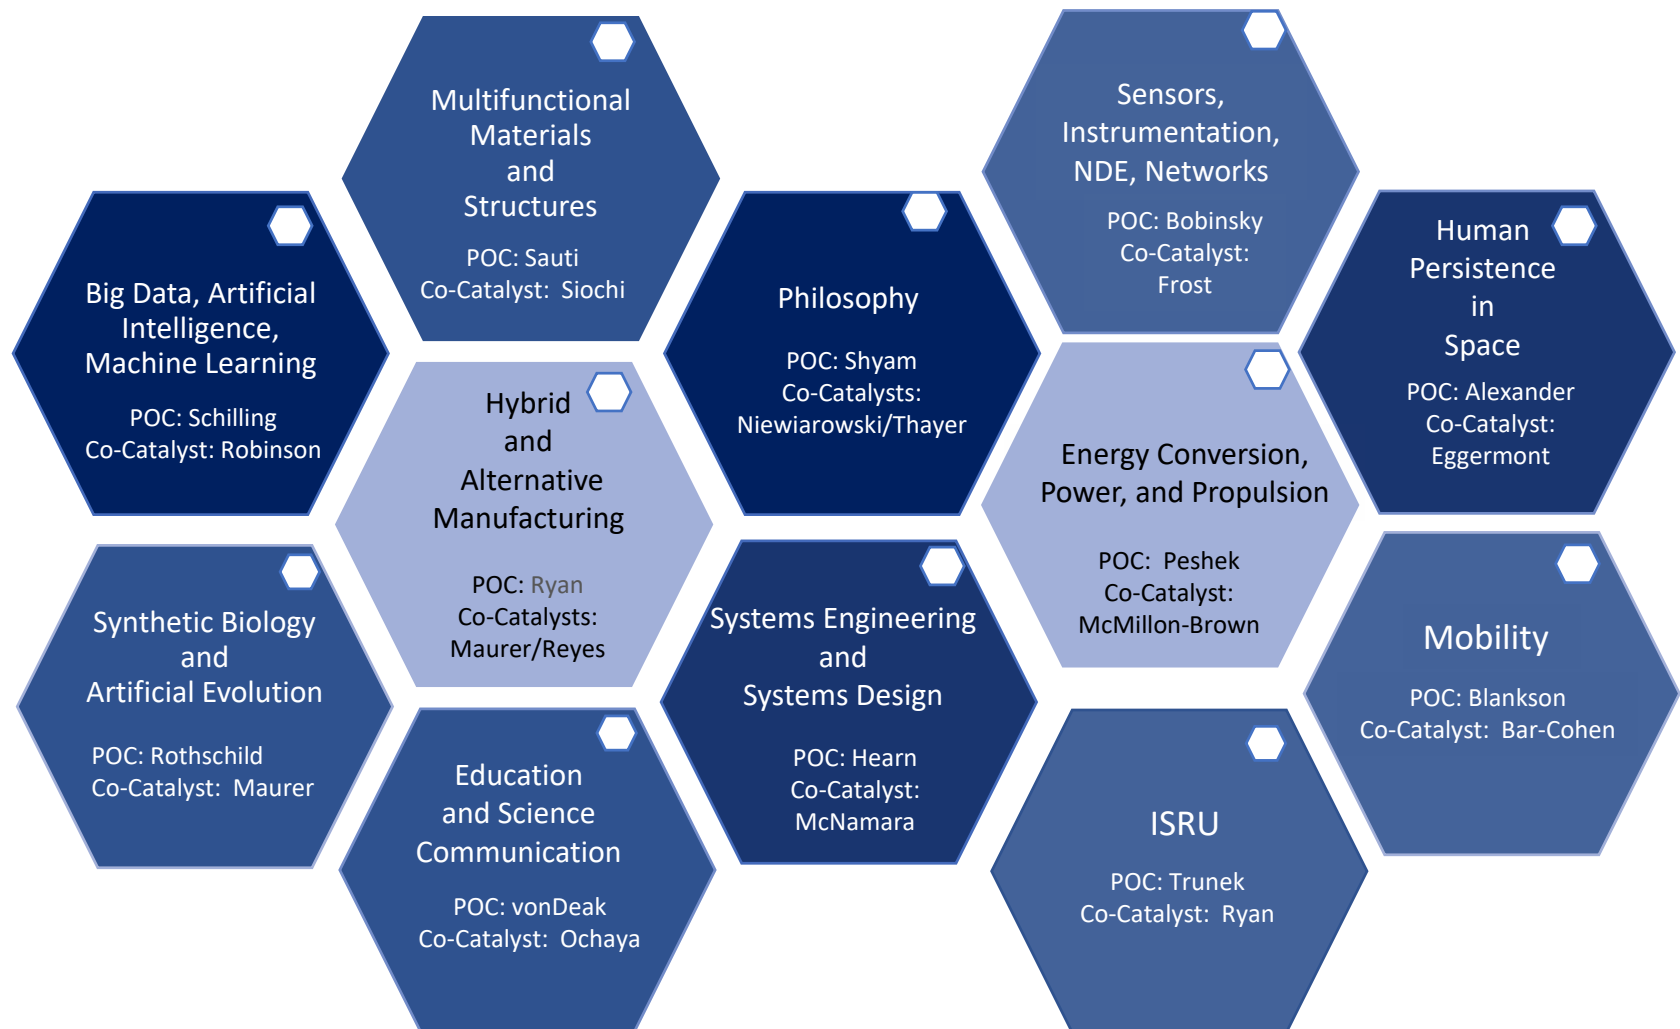 Multifunctional
Materials
and
Structures
POC: Sauti
Co-Catalyst:  Siochi
Sensors,
Instrumentation,
NDE, Networks
POC: Bobinsky
Co-Catalyst:
Frost
Big Data, Artificial
Intelligence,
Machine Learning
POC: Schilling
Co-Catalyst: Robinson
Philosophy
POC: Shyam
Co-Catalysts:
Niewiarowski/Thayer
Human
Persistence
in
Space
POC: Alexander
Co-Catalyst:
Eggermont
Hybrid
and
Alternative
Manufacturing
POC: Ryan
Co-Catalysts:
Maurer/Reyes
Energy Conversion,
Power, and Propulsion
POC:  Peshek
Co-Catalyst:
McMillon-Brown
Synthetic Biology
and
Artificial Evolution
POC: Rothschild
Co-Catalyst:  Maurer
Systems Engineering
and
Systems Design
POC: Hearn
Co-Catalyst:
McNamara
Mobility
POC: Blankson
Co-Catalyst:  Bar-Cohen
Education
and Science
Communication
POC: vonDeak
Co-Catalyst:  Ochaya
ISRU
POC: Trunek
Co-Catalyst:  Ryan